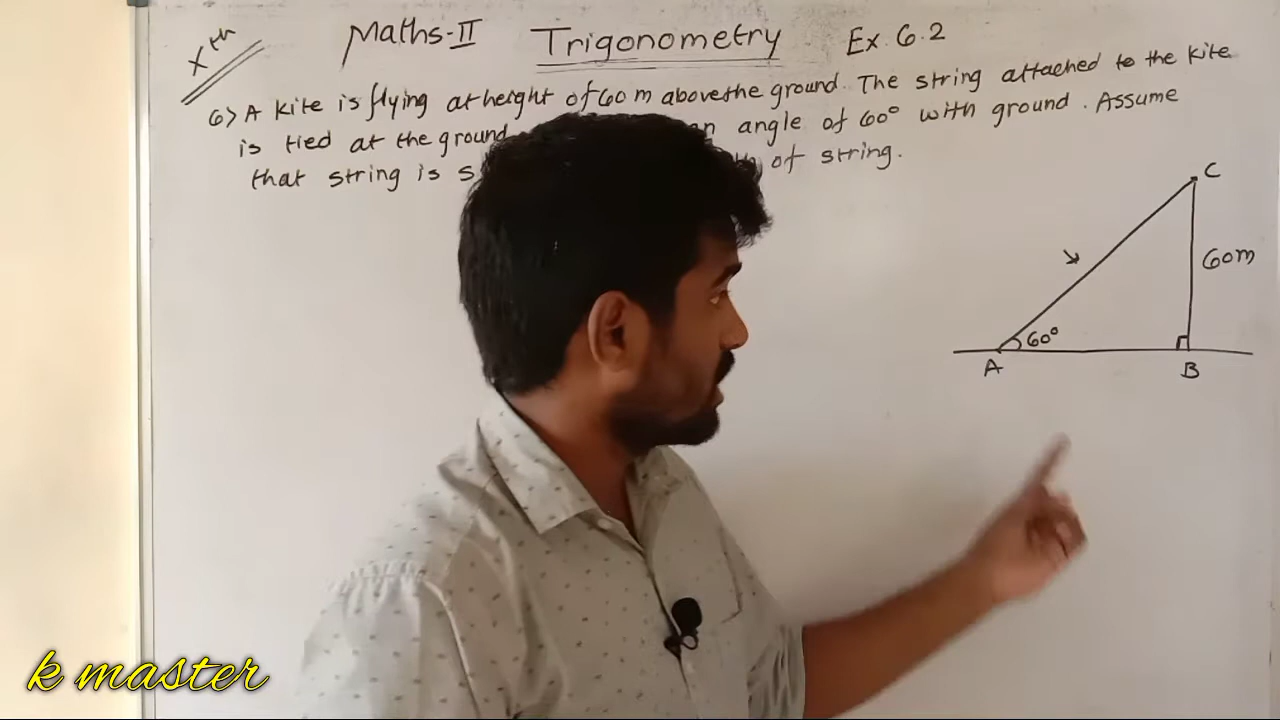 Xth
Maths-II Trigonometry Ex. 6.2
6) A kite is flying at height of 60 m above the ground. The string attached to the kite
is tied at the ground angle of 60° with ground. Assume
that string is of string.
C
60m
60°
A
B
k master